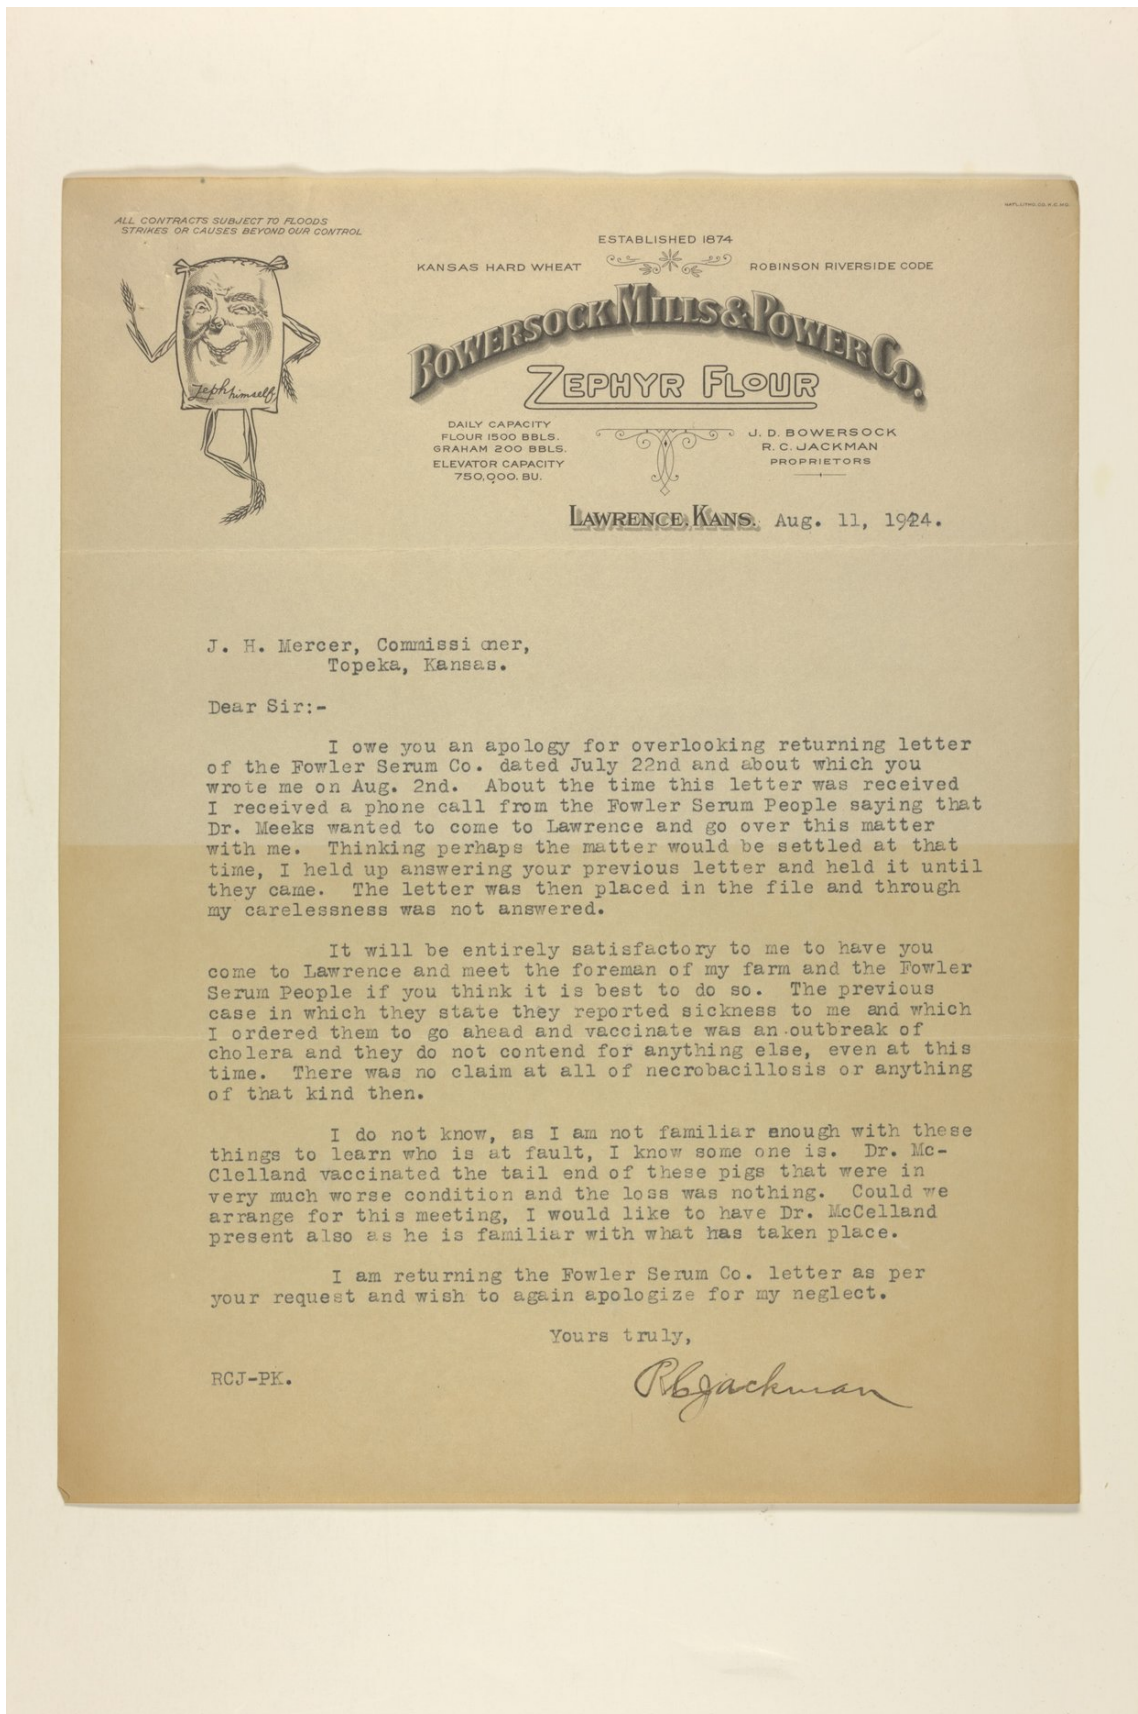 ALL CONTRACTS SUBJECT TO FLOODS
STRIKES OR CAUSES BEYOND OUR CONTROL
Zeph himself
ESTABLISHED 1874
KANSAS HARD WHEAT
ROBINSON RIVERSIDE CODE
BOWERSOCK MILLS & POWER CO.
ZEPHYR FLOUR
DAILY CAPACITY
FLOUR 1500 BBLS.
GRAHAM 200 BBLS.
ELEVATOR CAPACITY
750,000. BU.
J. D. BOWERSOCK
R. C. JACKMAN
PROPRIETORS
LAWRENCE, KANS. Aug. 11, 1924.
J. H. Mercer, Commissioner,
Topeka, Kansas.
Dear Sir:-
I owe you an apology for overlooking returning letter
of the Fowler Serum Co. dated July 22nd and about which you
wrote me on Aug. 2nd. About the time this letter was received
I received a phone call from the Fowler Serum People saying that
Dr. Meeks wanted to come to Lawrence and go over this matter
with me. Thinking perhaps the matter would be settled at that
time, I held up answering your previous letter and held it until
they came. The letter was then placed in the file and through
my carelessness was not answered.
It will be entirely satisfactory to me to have you
come to Lawrence and meet the foreman of my farm and the Fowler
Serum People if you think it is best to do so. The previous
case in which they state they reported sickness to me and which
I ordered them to go ahead and vaccinate was an outbreak of
cholera and they do not contend for anything else, even at this
time. There was no claim at all of necrobacillosis or anything
of that kind then.
I do not know, as I am not familiar enough with these
things to learn who is at fault, I know some one is. Dr. Mc-
Clelland vaccinated the tail end of these pigs that were in
very much worse condition and the loss was nothing. Could we
arrange for this meeting, I would like to have Dr. McCelland
present also as he is familiar with what has taken place.
I am returning the Fowler Serum Co. letter as per
your request and wish to again apologize for my neglect.
Yours truly,
RCJ-PK.
RCJackman